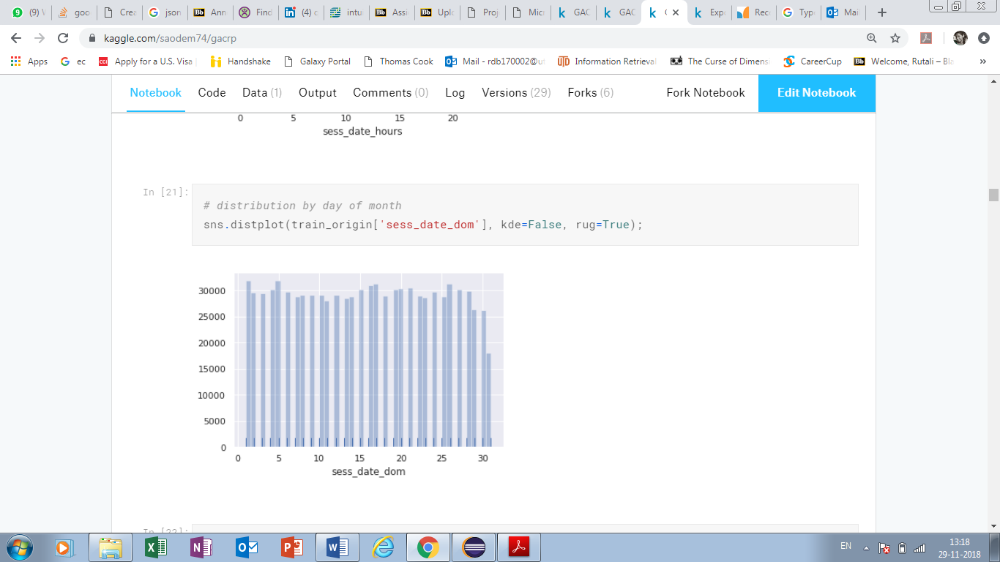 (9) W
goo
Crea
json
Ann
Find
(4) c
intu
Assi
Uplo
Proj
Micr
GAC
GAC
Exp
Rec
Typ
Mai
kaggle.com/saodem74/gacrp
Apps
ec
Apply for a U.S. Visa
Handshake
Galaxy Portal
Thomas Cook
Mail - rdb170002@ut
Information Retrieval
The Curse of Dimens
CareerCup
Welcome, Rutali – Bla
»
Notebook
Code
Data (1)
Output
Comments (0)
Log
Versions (29)
Forks (6)
Fork Notebook
Edit Notebook
0 5 10 15 20
sess_date_hours
In [21]:
# distribution by day of month
sns.distplot(train_origin['sess_date_dom'], kde=False, rug=True);
30000
25000
20000
15000
10000
5000
0
0 5 10 15 20 25 30
sess_date_dom
In [22]:
EN
13:18
29-11-2018